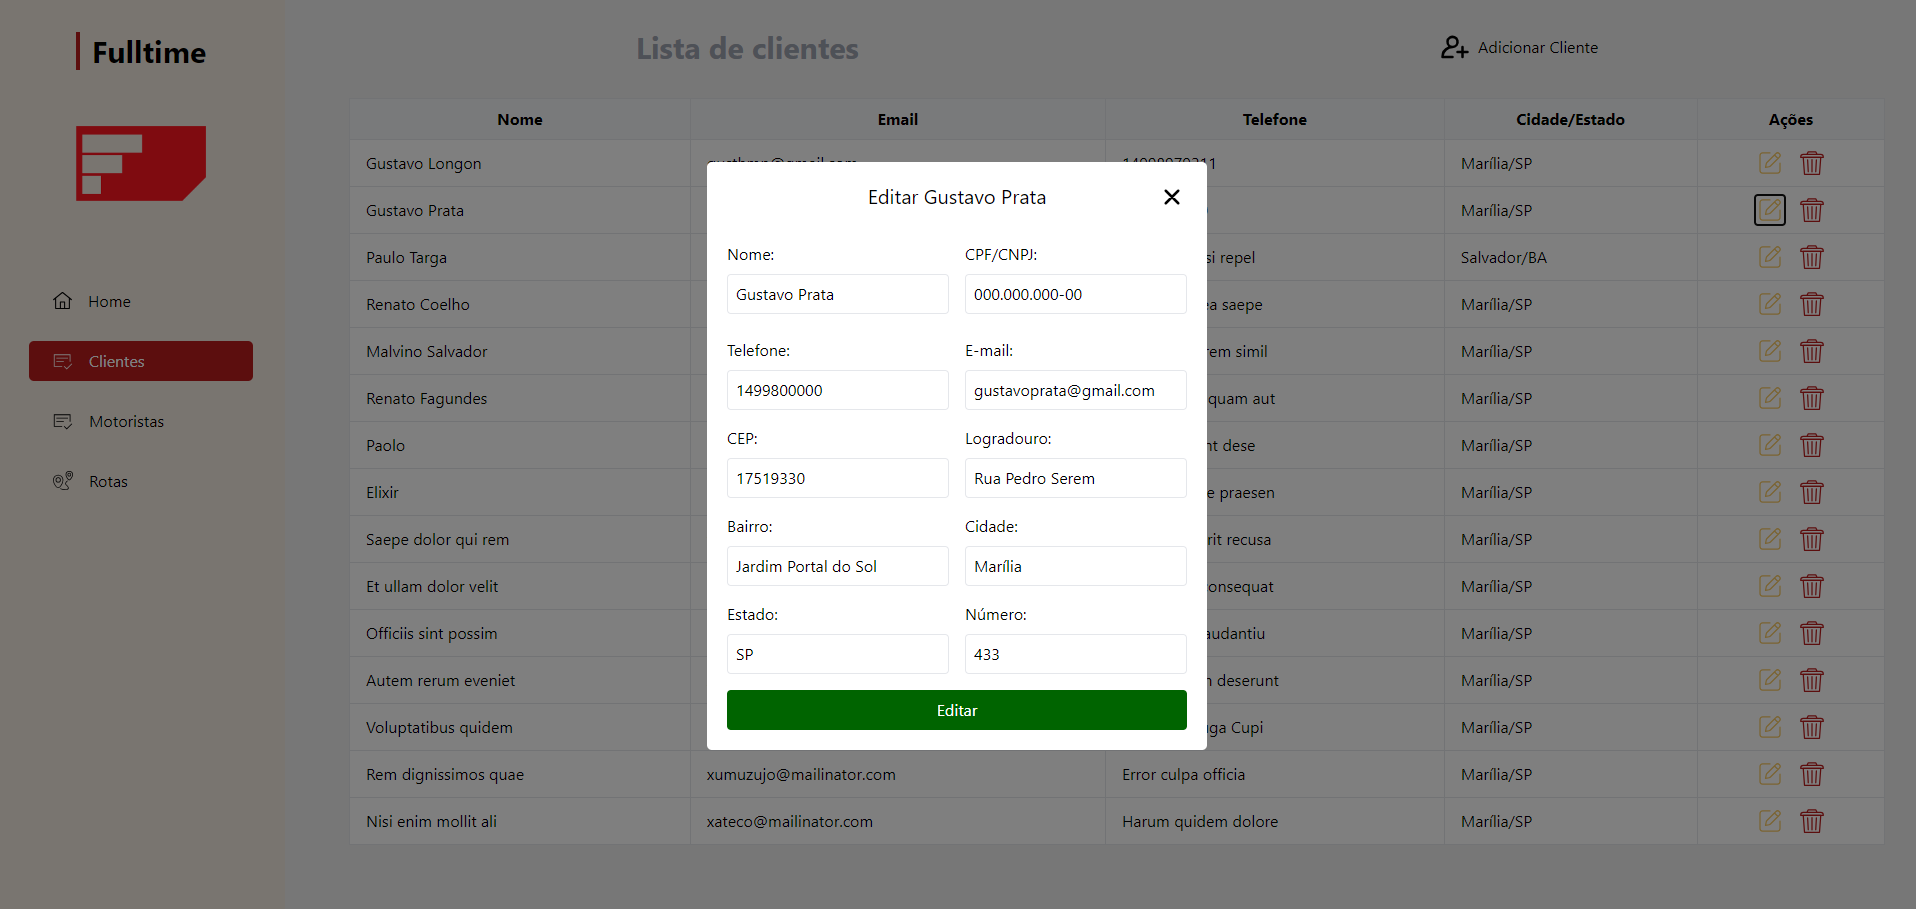 Fulltime
Home
Clientes
Motoristas
Rotas
Lista de clientes
Adicionar Cliente
Nome Email Telefone Cidade/Estado Ações
Gustavo Longon Marília/SP
Gustavo Prata Marília/SP
Paulo Targa si repel Salvador/BA
Renato Coelho ea saepe Marília/SP
Malvino Salvador rem simil Marília/SP
Renato Fagundes quam aut Marília/SP
Paolo nt dese Marília/SP
Elixir e praesen Marília/SP
Saepe dolor qui rem rit recusa Marília/SP
Et ullam dolor velit onsequat Marília/SP
Officiis sint possim audantiu Marília/SP
Autem rerum eveniet deserunt Marília/SP
Voluptatibus quidem ga Cupi Marília/SP
Rem dignissimos quae xumuzujo@mailinator.com Error culpa officia Marília/SP
Nisi enim mollit ali xateco@mailinator.com Harum quidem dolore Marília/SP
Editar Gustavo Prata
Nome: CPF/CNPJ:
Gustavo Prata 000.000.000-00
Telefone: E-mail:
1499800000 gustavoprata@gmail.com
CEP: Logradouro:
17519330 Rua Pedro Serem
Bairro: Cidade:
Jardim Portal do Sol Marília
Estado: Número:
SP 433
Editar